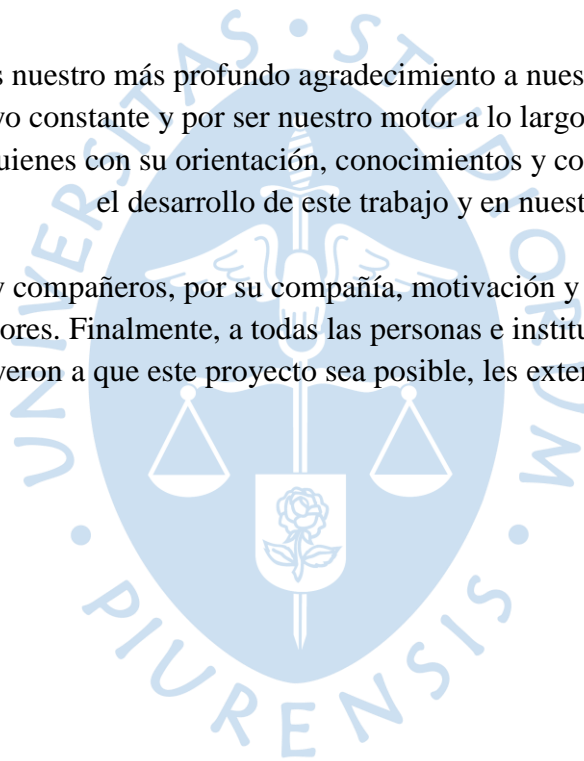 s nuestro más profundo agradecimiento a nues
yo constante y por ser nuestro motor a lo largo
uienes con su orientación, conocimientos y co
el desarrollo de este trabajo y en nuest
y compañeros, por su compañía, motivación y
ores. Finalmente, a todas las personas e institu
yeron a que este proyecto sea posible, les exte
UNIVERSITAS • STUDIORUM • PIURENSIS •